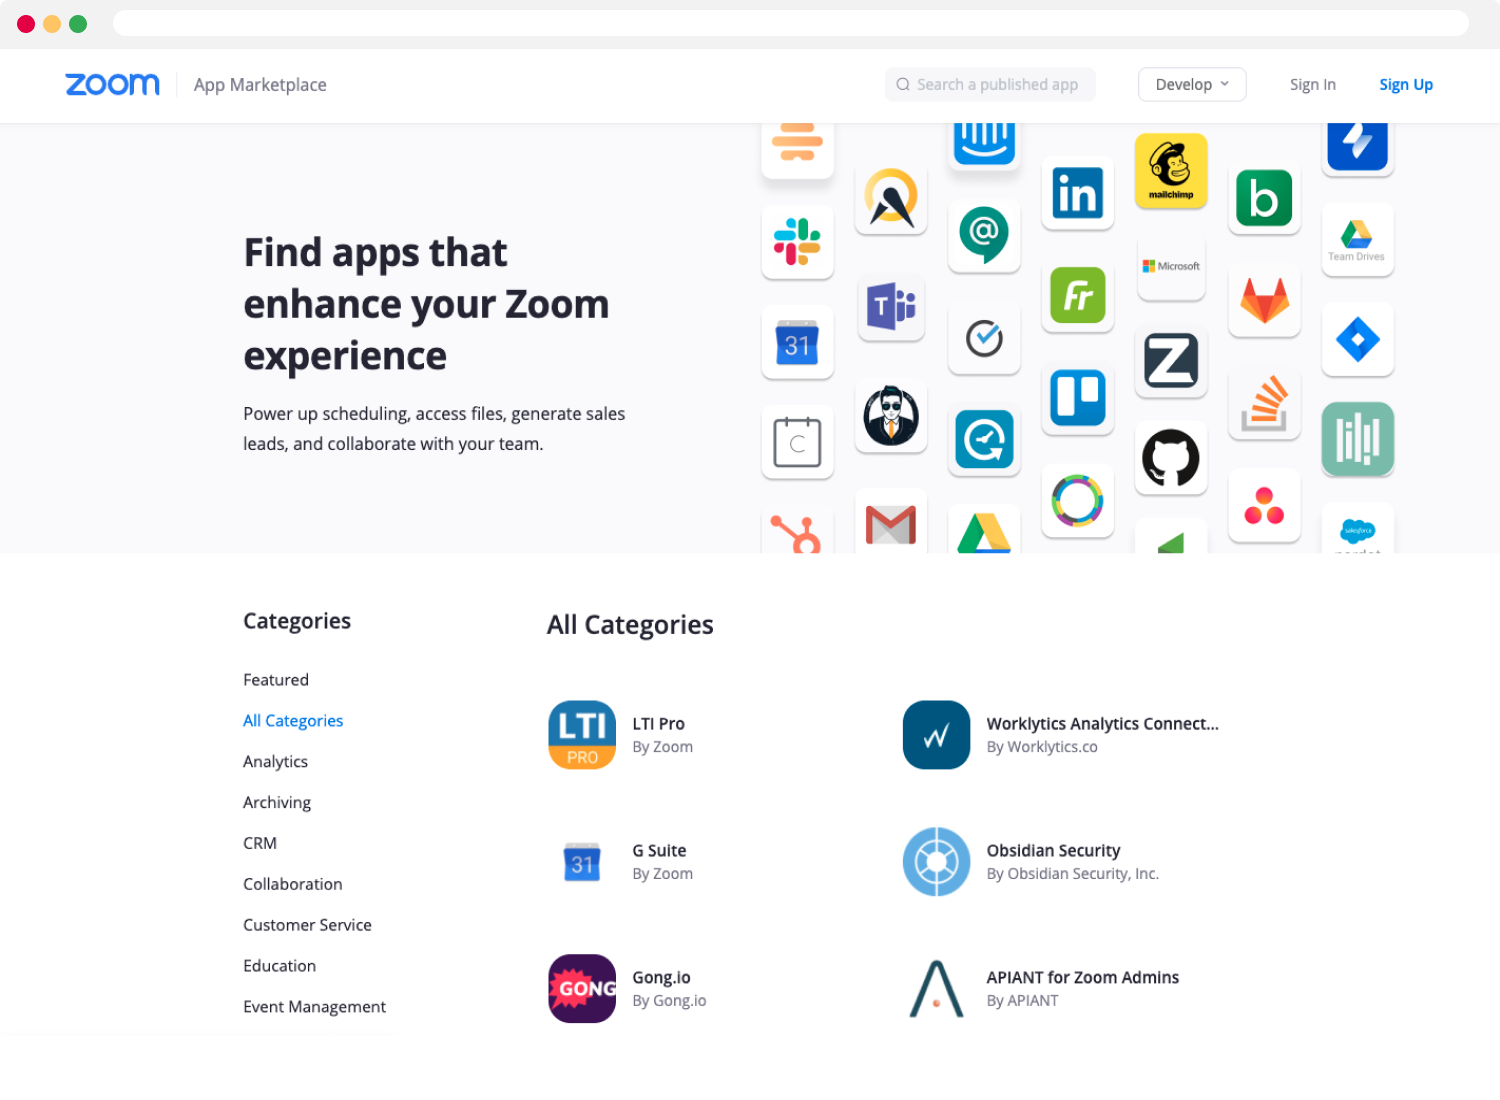 zoom
App Marketplace
Search a published app
Develop
Sign In
Sign Up
Find apps that
enhance your Zoom
experience
Power up scheduling, access files, generate sales
leads, and collaborate with your team.
in
mailchimp
b
Team Drives
@
Microsoft
T
Fr
31
Z
C
salesforce
Categories
Featured
All Categories
Analytics
Archiving
CRM
Collaboration
Customer Service
Education
Event Management
All Categories
LTI
PRO
LTI Pro
By Zoom
Worklytics Analytics Connect...
By Worklytics.co
31
G Suite
By Zoom
Obsidian Security
By Obsidian Security, Inc.
GONG
Gong.io
By Gong.io
APIANT for Zoom Admins
By APIANT